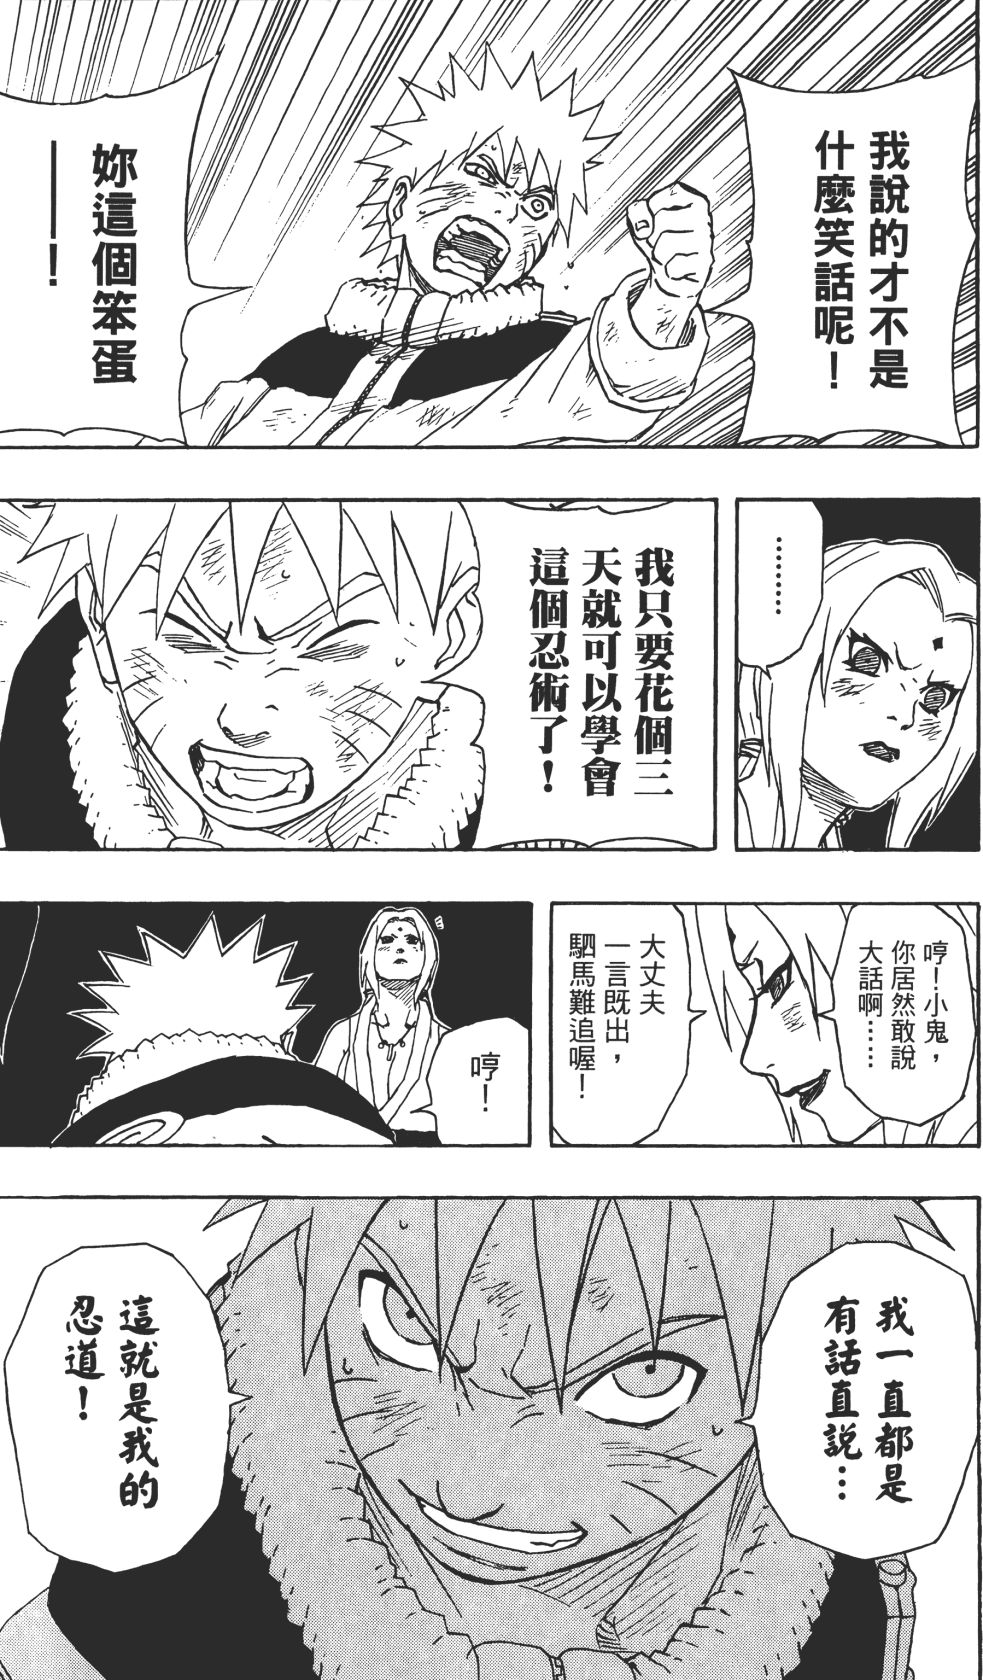 我說的才不是
什麼笑話呢！
妳這個笨蛋
——！
………
我只要花個三
天就可以學會
這個忍術了！
哼！小鬼，
你居然敢說
大話啊……
大丈夫
一言既出，
駟馬難追喔！
哼！
我一直都是
有話直說…
這就是我的
忍道！